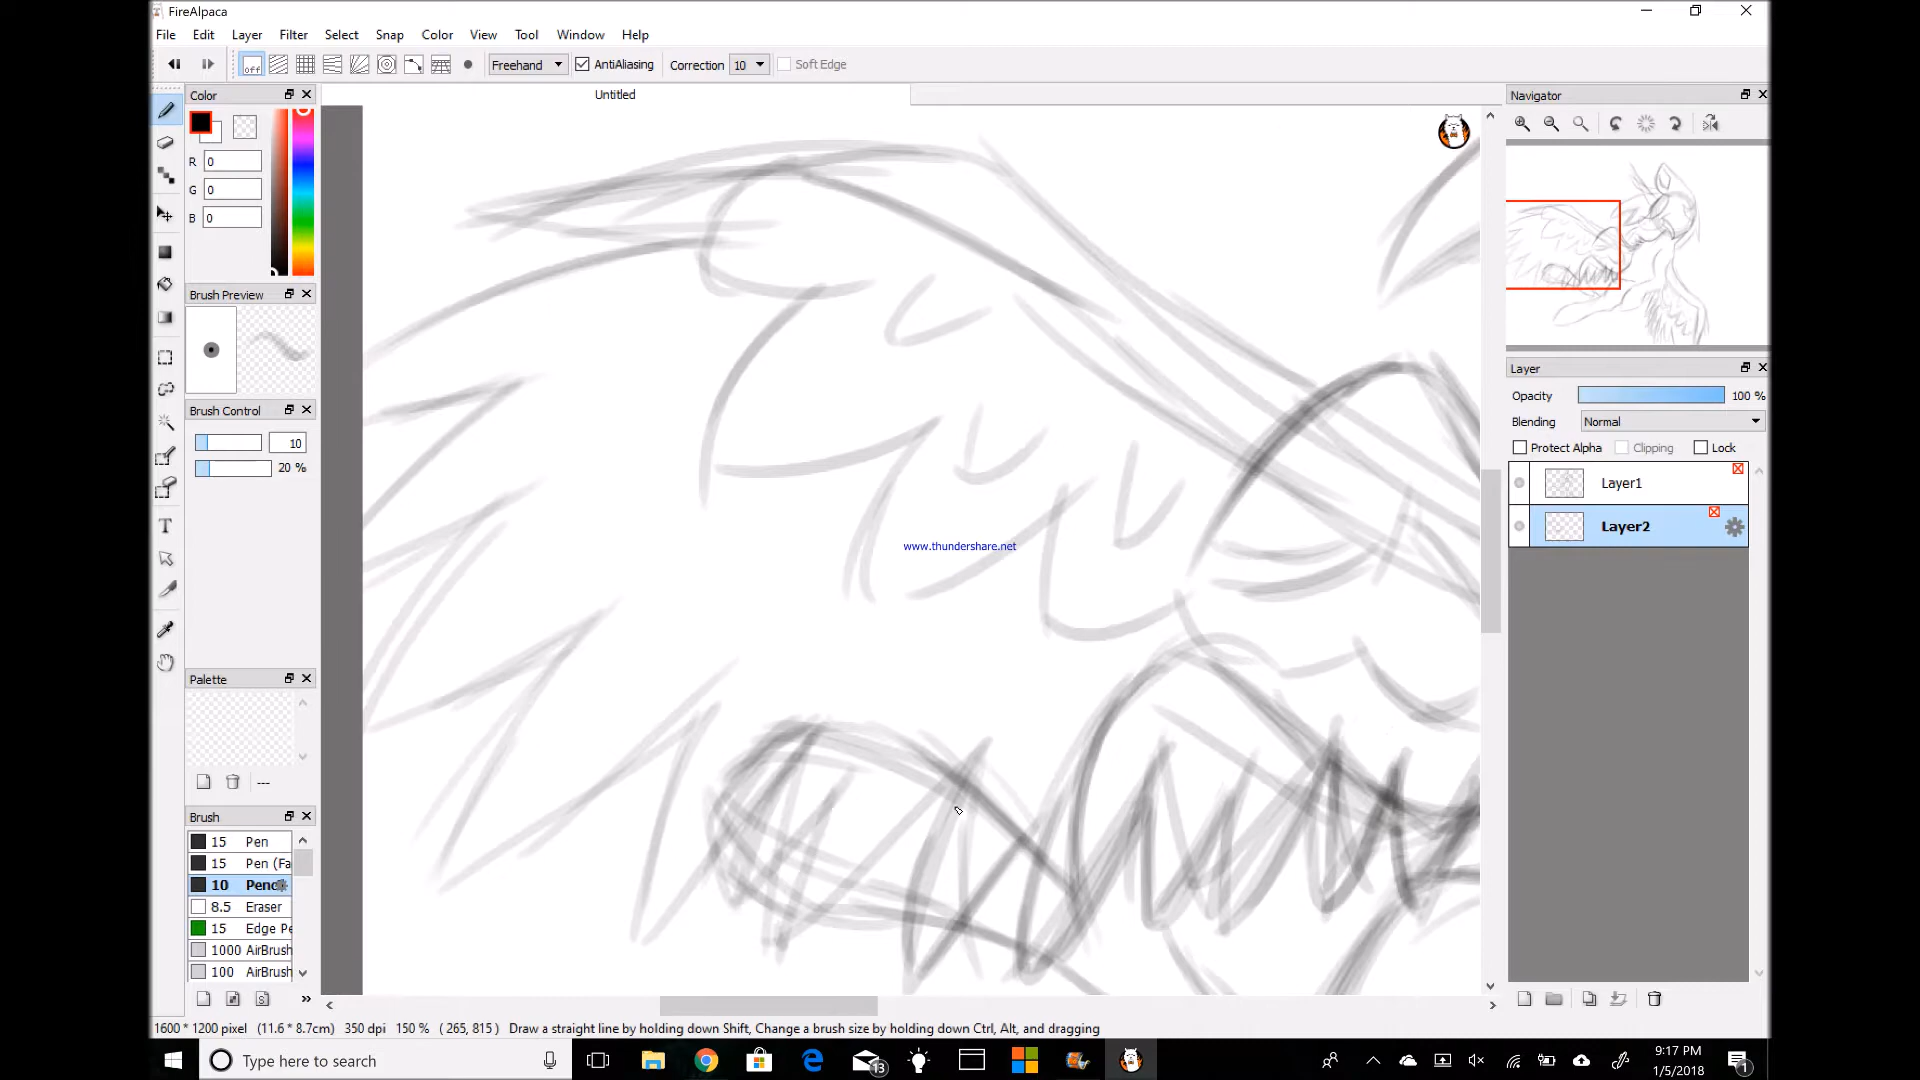 FireAlpaca
File Edit Layer Filter Select Snap Color View Tool Window Help
off Freehand AntiAliasing Correction 10 Soft Edge
Color
Untitled
Navigator
R 0
G 0
B 0
Brush Preview
Layer
Opacity 100 %
Blending Normal
Brush Control
Protect Alpha Clipping Lock
10
20 %
Layer1
Layer2
www.thundershare.net
Palette
---
Brush
15 Pen
15 Pen (Fa
10 Penc
8.5 Eraser
15 Edge Pe
1000 AirBrush
100 AirBrush
1600 * 1200 pixel (11.6 * 8.7cm) 350 dpi 150 % ( 265, 815 ) Draw a straight line by holding down Shift, Change a brush size by holding down Ctrl, Alt, and dragging
Type here to search
13
9:17 PM
1/5/2018
1